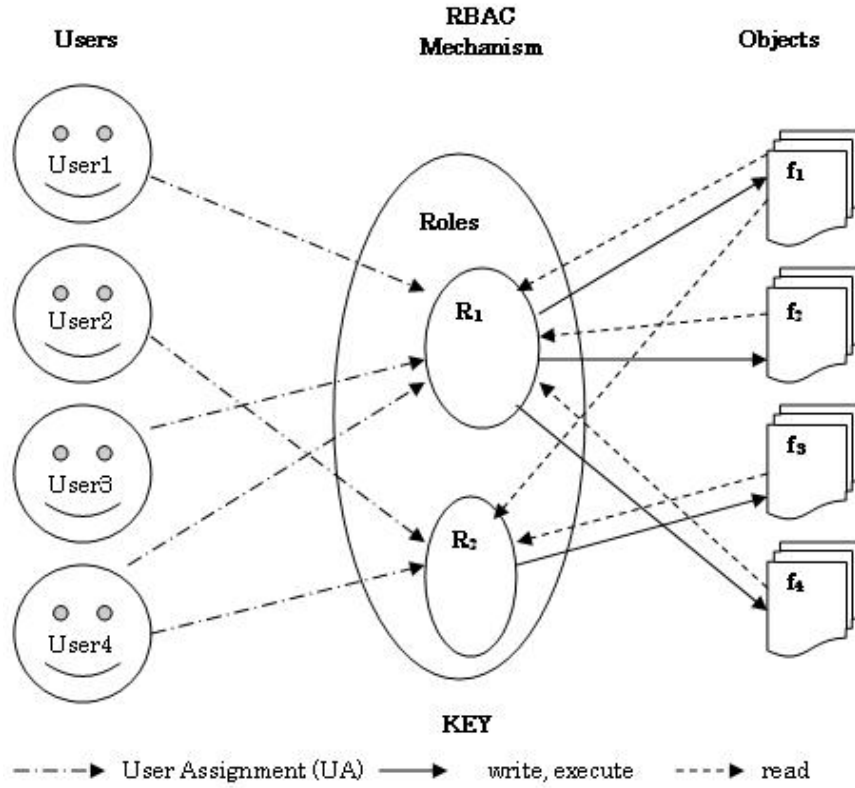 Users
RBAC
Mechanism
Objects
User1
f₁
Roles
R₁
User2
f₂
User3
f₃
R₂
User4
f₄
KEY
User Assignment (UA)
write, execute
read